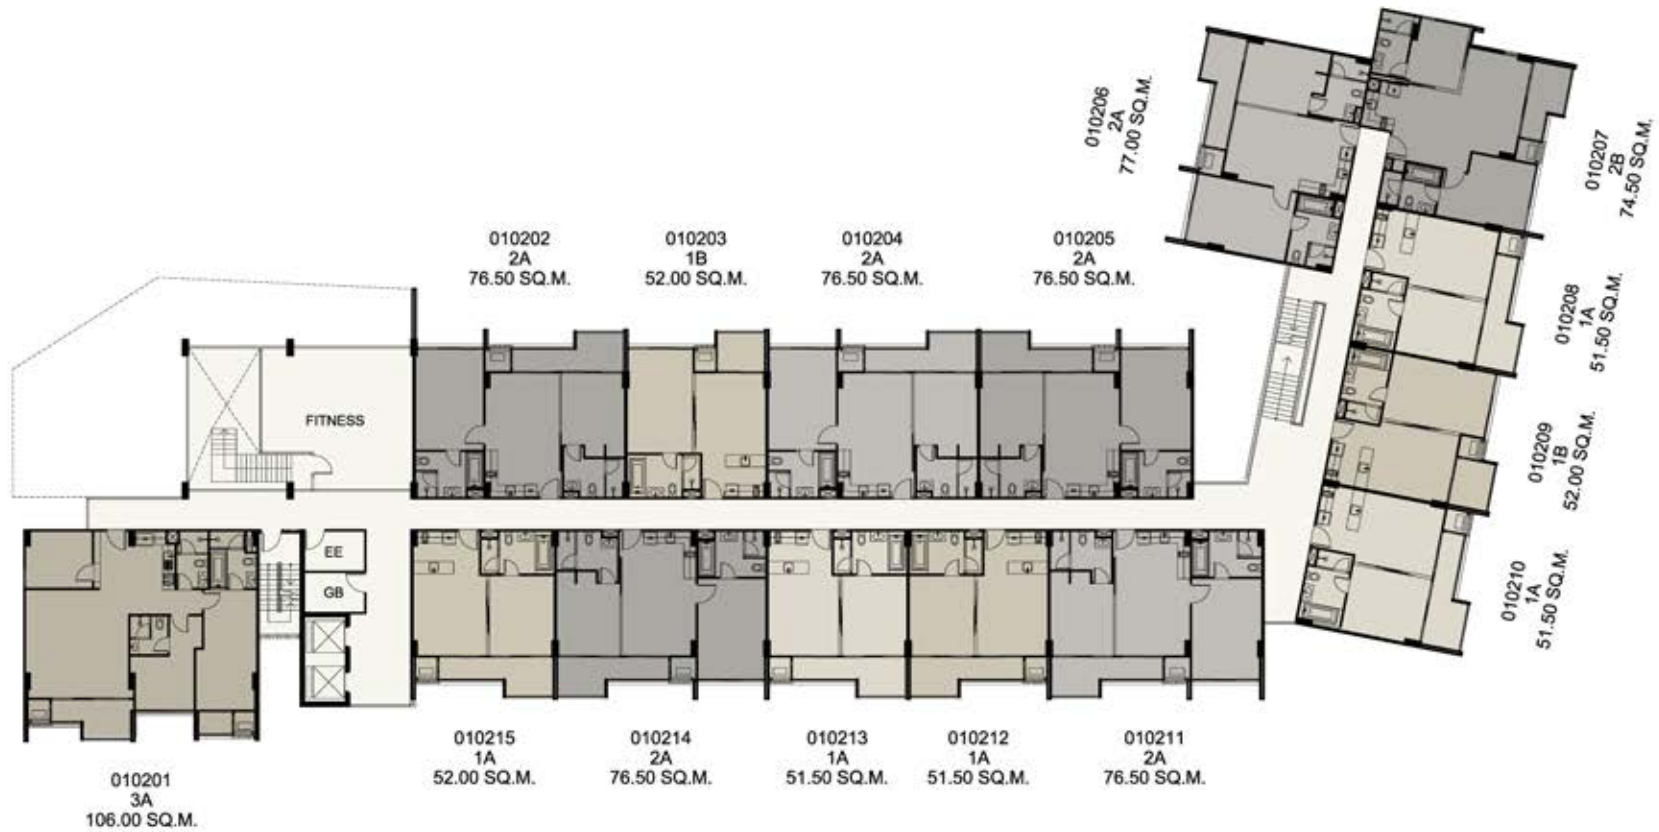 010206
2A
77.00 SQ.M.
010207
2B
74.50 SQ.M.
010202
2A
76.50 SQ.M.
010203
1B
52.00 SQ.M.
010204
2A
76.50 SQ.M.
010205
2A
76.50 SQ.M.
010208
1A
51.50 SQ.M.
FITNESS
010209
1B
52.00 SQ.M.
EE
GB
010210
1A
51.50 SQ.M.
010215
1A
52.00 SQ.M.
010214
2A
76.50 SQ.M.
010213
1A
51.50 SQ.M.
010212
1A
51.50 SQ.M.
010211
2A
76.50 SQ.M.
010201
3A
106.00 SQ.M.